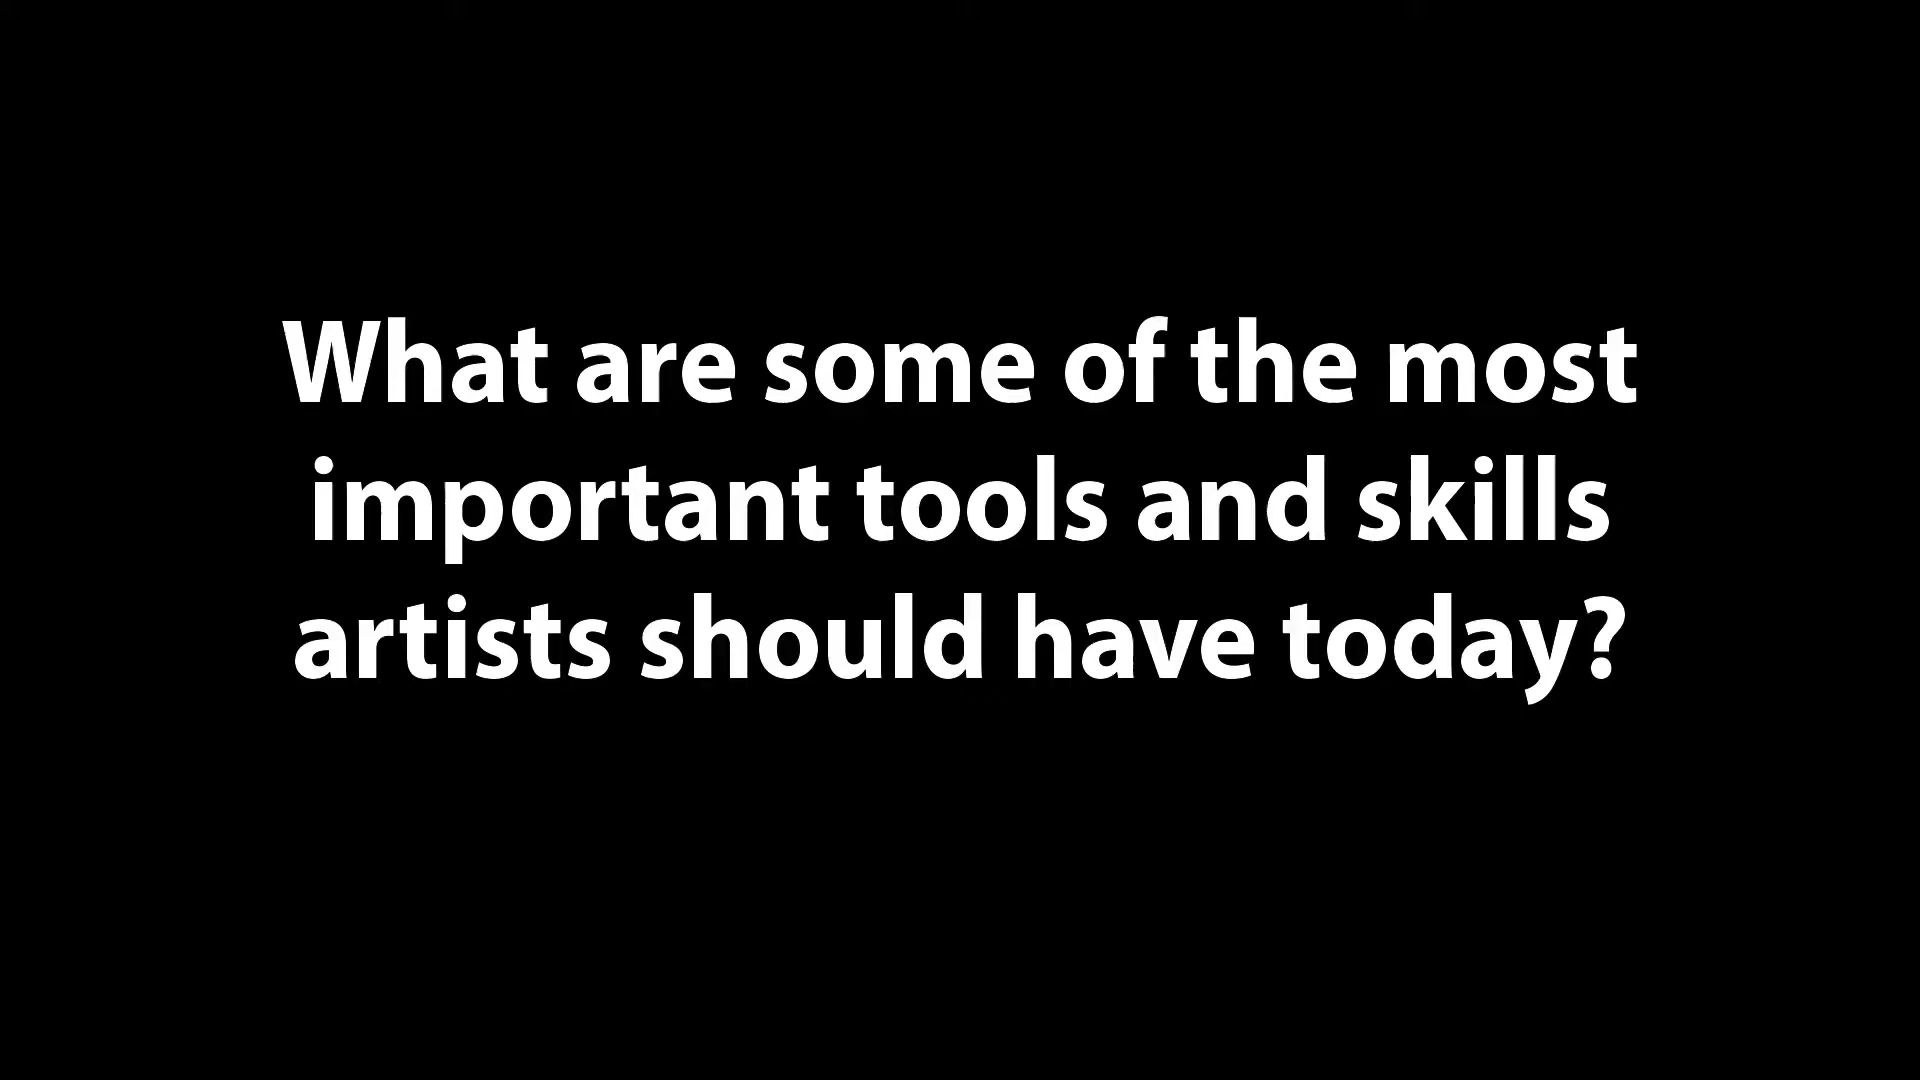 What are some of the most
important tools and skills
artists should have today?